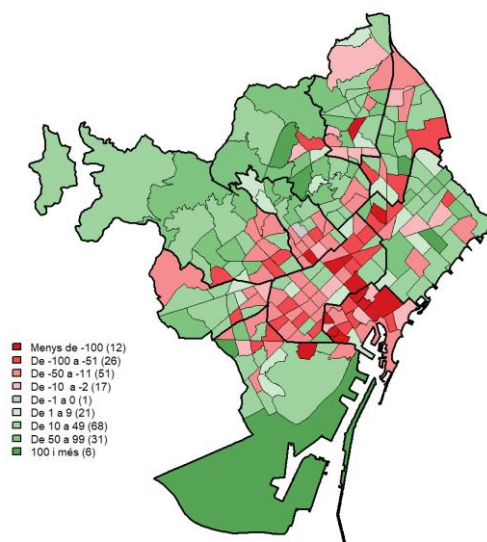 Menys de -100 (12)
De -100 a -51 (26)
De -50 a -11 (51)
De -10 a -2 (17)
De -1 a 0 (1)
De 1 a 9 (21)
De 10 a 49 (68)
De 50 a 99 (31)
100 i més (6)